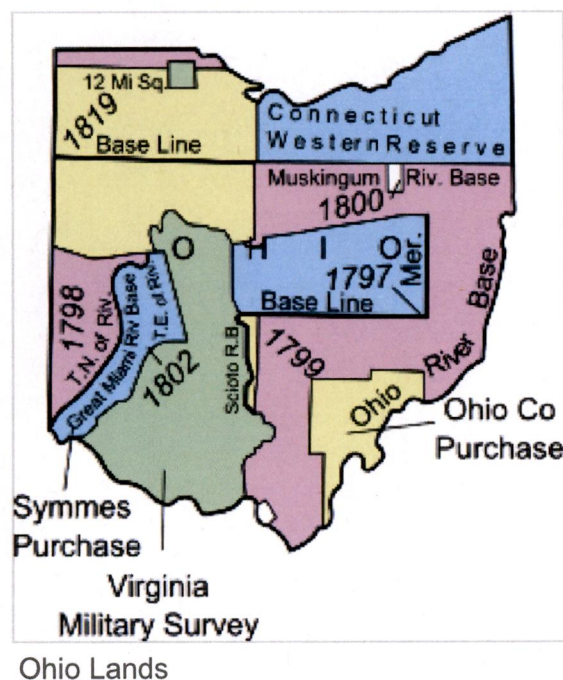 12 Mi Sq.
1819
Base Line
Connecticut
Western Reserve
Muskingum Riv. Base
1800
O H I O
1797
Mer.
Base Line
1798
T.N. of Riv.
Great Miami Riv Base
T.E. of Riv.
1802
Scioto R.B.
1799
Ohio River Base
Ohio Co
Purchase
Symmes
Purchase
Virginia
Military Survey
Ohio Lands